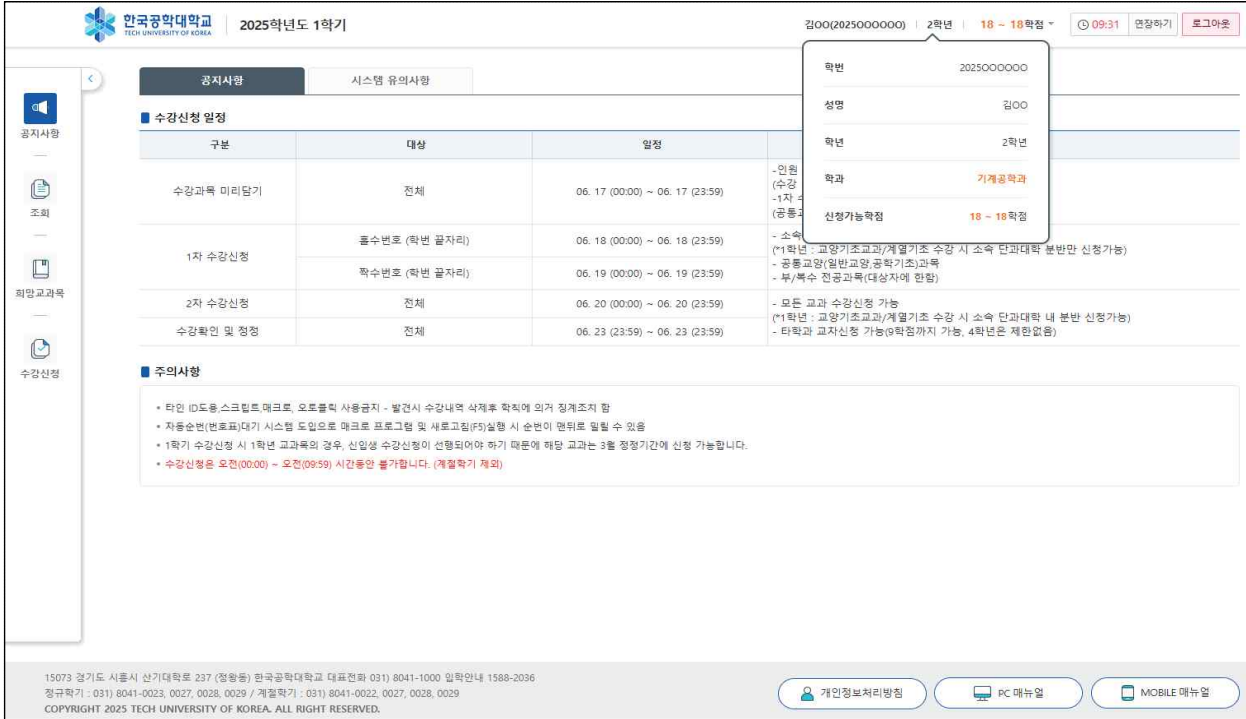 한국공학대학교
TECH UNIVERSITY OF KOREA
2025학년도 1학기
김OO(2025OOOOOO) 2학년 18 ~ 18학점
09:31 연장하기 로그아웃
학번 2025OOOOOO
성명 김OO
학년 2학년
학과 기계공학과
신청가능학점 18 ~ 18학점
공지사항
조회
희망교과목
수강신청
공지사항 시스템 유의사항
수강신청 일정
구분 대상 일정
수강과목 미리담기 전체 06. 17 (00:00) ~ 06. 17 (23:59)
-인원
(수강
-1차
(공통교
1차 수강신청
홀수번호 (학번 끝자리) 06. 18 (00:00) ~ 06. 18 (23:59)
짝수번호 (학번 끝자리) 06. 19 (00:00) ~ 06. 19 (23:59)
- 소속
(*1학년 : 교양기초교과/계열기초 수강 시 소속 단과대학 분반만 신청가능)
- 공통교양(일반교양,공학기초)과목
- 부/복수 전공과목(대상자에 한함)
2차 수강신청 전체 06. 20 (00:00) ~ 06. 20 (23:59)
수강확인 및 정정 전체 06. 23 (23:59) ~ 06. 23 (23:59)
- 모든 교과 수강신청 가능
(*1학년 : 교양기초교과/계열기초 수강 시 소속 단과대학 내 분반 신청가능)
- 타학과 교차신청 가능(9학점까지 가능, 4학년은 제한없음)
주의사항
• 타인 ID도용,스크립트,매크로, 오토클릭 사용금지 - 발견시 수강내역 삭제후 학칙에 의거 징계조치 함
• 자동순번(번호표)대기 시스템 도입으로 매크로 프로그램 및 새로고침(F5)실행 시 순번이 맨뒤로 밀릴 수 있음
• 1학기 수강신청 시 1학년 교과목의 경우, 신입생 수강신청이 선행되어야 하기 때문에 해당 교과는 3월 정정기간에 신청 가능합니다.
• 수강신청은 오전(00:00) ~ 오전(09:59) 시간동안 불가합니다. (계절학기 제외)
15073 경기도 시흥시 산기대학로 237 (정왕동) 한국공학대학교 대표전화 031) 8041-1000 입학안내 1588-2036
정규학기 : 031) 8041-0023, 0027, 0028, 0029 / 계절학기 : 031) 8041-0022, 0027, 0028, 0029
COPYRIGHT 2025 TECH UNIVERSITY OF KOREA. ALL RIGHT RESERVED.
개인정보처리방침 PC 매뉴얼 MOBILE 매뉴얼